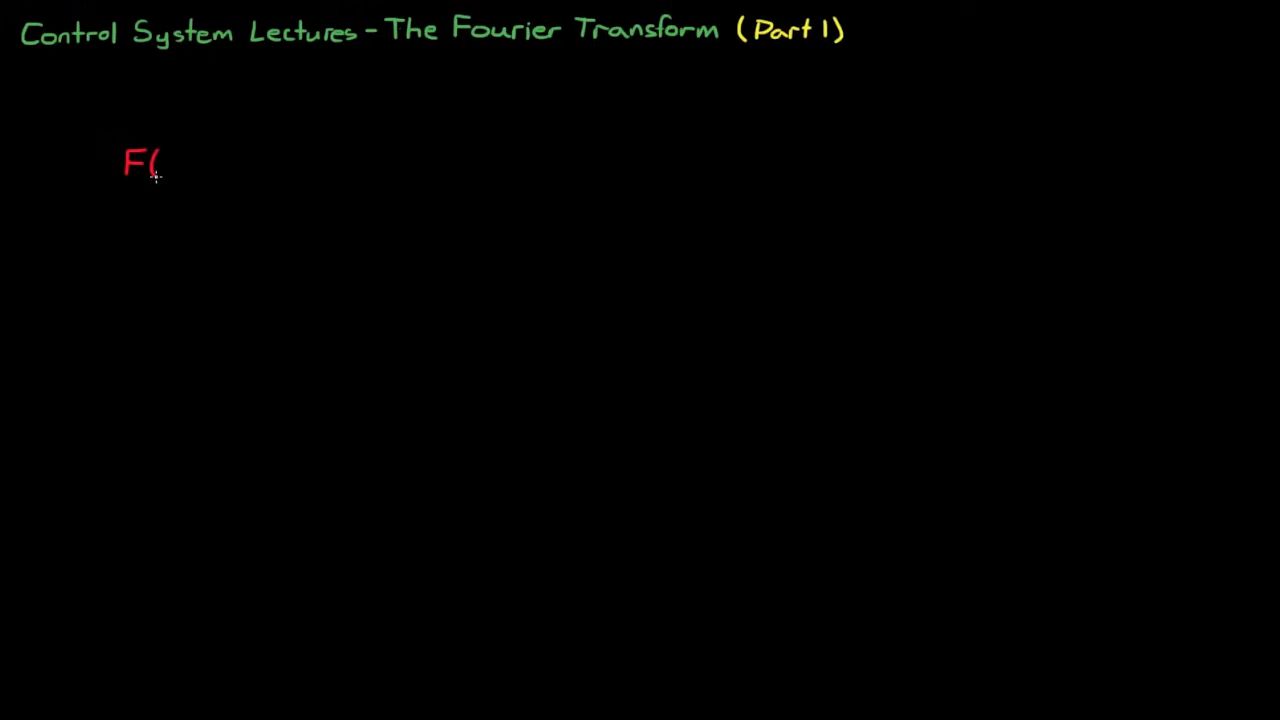 Control System Lectures - The Fourier Transform (Part 1)
F(